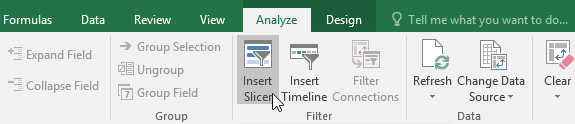 Formulas Data Review View Analyze Design Tell me what you want to do...
Expand Field
Collapse Field
Group Selection
Ungroup
7 Group Field
Group
Insert
Slicer
Insert
Timeline
Filter
Connections
Filter
Refresh
Change Data
Source
Data
Clear